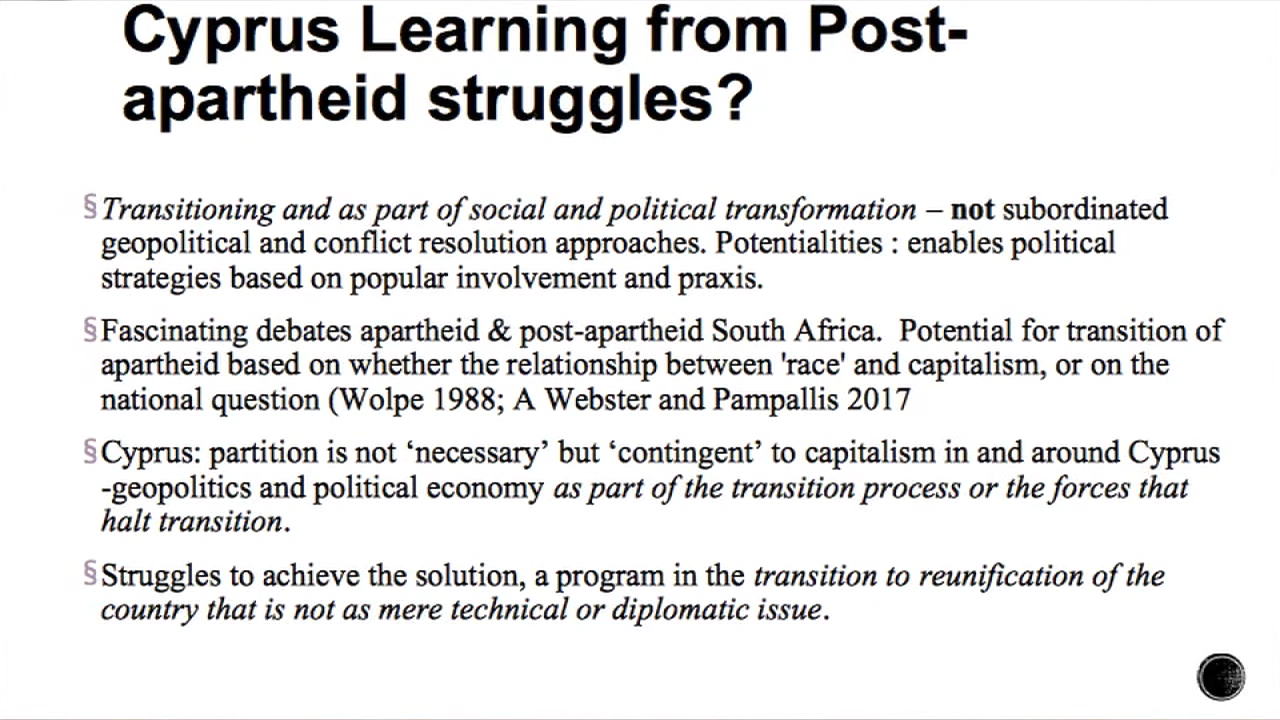 Cyprus Learning from Post-
apartheid struggles?
§Transitioning and as part of social and political transformation – not subordinated
geopolitical and conflict resolution approaches. Potentialities : enables political
strategies based on popular involvement and praxis.
§Fascinating debates apartheid & post-apartheid South Africa.  Potential for transition of
apartheid based on whether the relationship between 'race' and capitalism, or on the
national question (Wolpe 1988; A Webster and Pampallis 2017
§Cyprus: partition is not ‘necessary’ but ‘contingent’ to capitalism in and around Cyprus
-geopolitics and political economy as part of the transition process or the forces that
halt transition.
§Struggles to achieve the solution, a program in the transition to reunification of the
country that is not as mere technical or diplomatic issue.